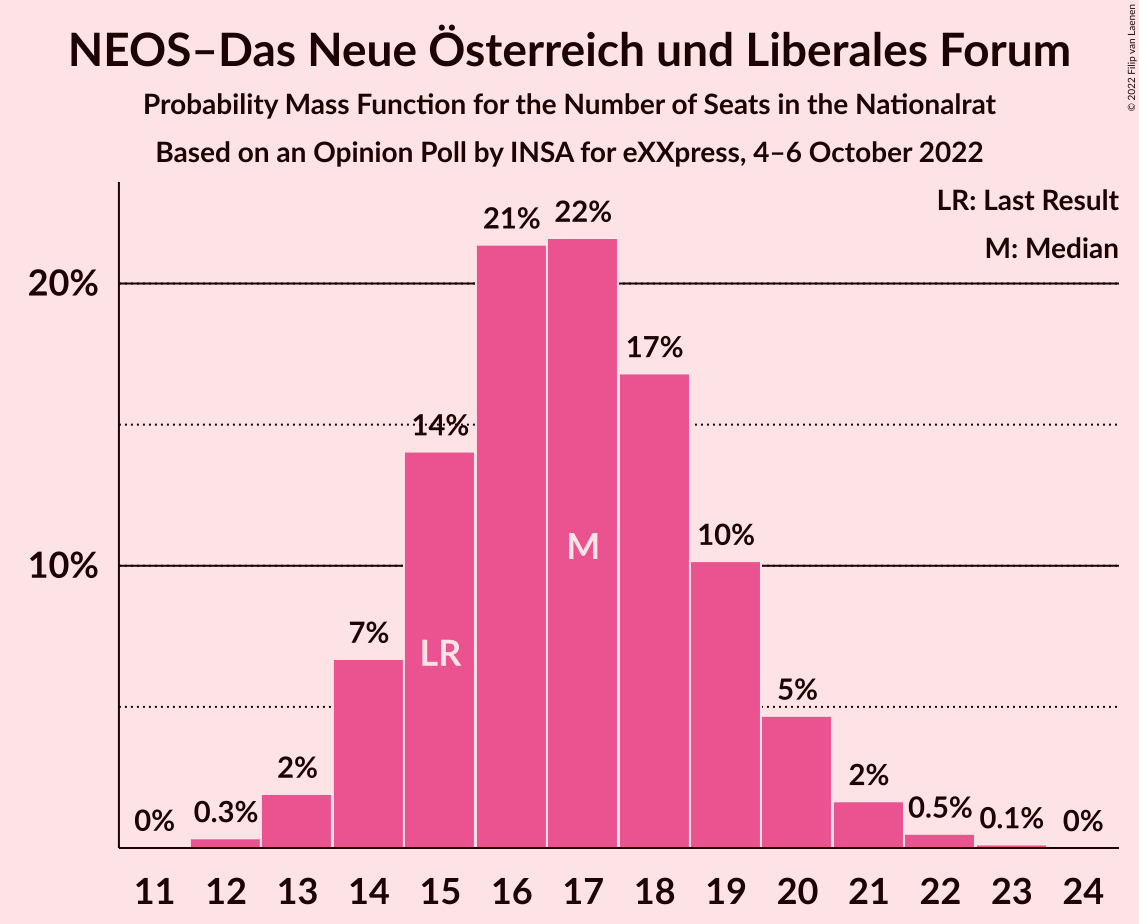 NEOS–Das Neue Österreich und Liberales Forum
Probability Mass Function for the Number of Seats in the Nationalrat
Based on an Opinion Poll by INSA for eXXpress, 4–6 October 2022
© 2022 Filip van Laenen
LR: Last Result
M: Median
20%
10%
0%
0.3%
2%
7%
14%
21%
22%
17%
10%
5%
2%
0.5%
0.1%
0%
LR
M
11 12 13 14 15 16 17 18 19 20 21 22 23 24